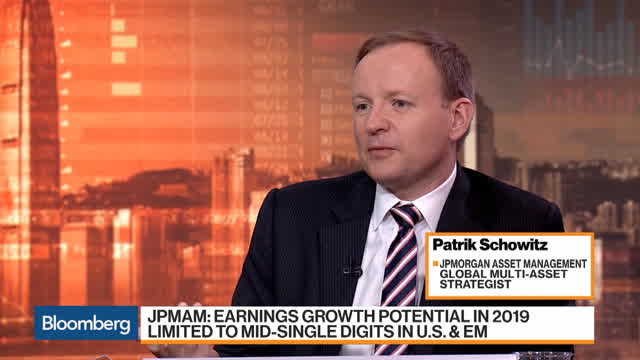 Patrik Schowitz
JPMORGAN ASSET MANAGEMENT
GLOBAL MULTI-ASSET
STRATEGIST
Bloomberg
JPMAM: EARNINGS GROWTH POTENTIAL IN 2019
LIMITED TO MID-SINGLE DIGITS IN U.S. & EM